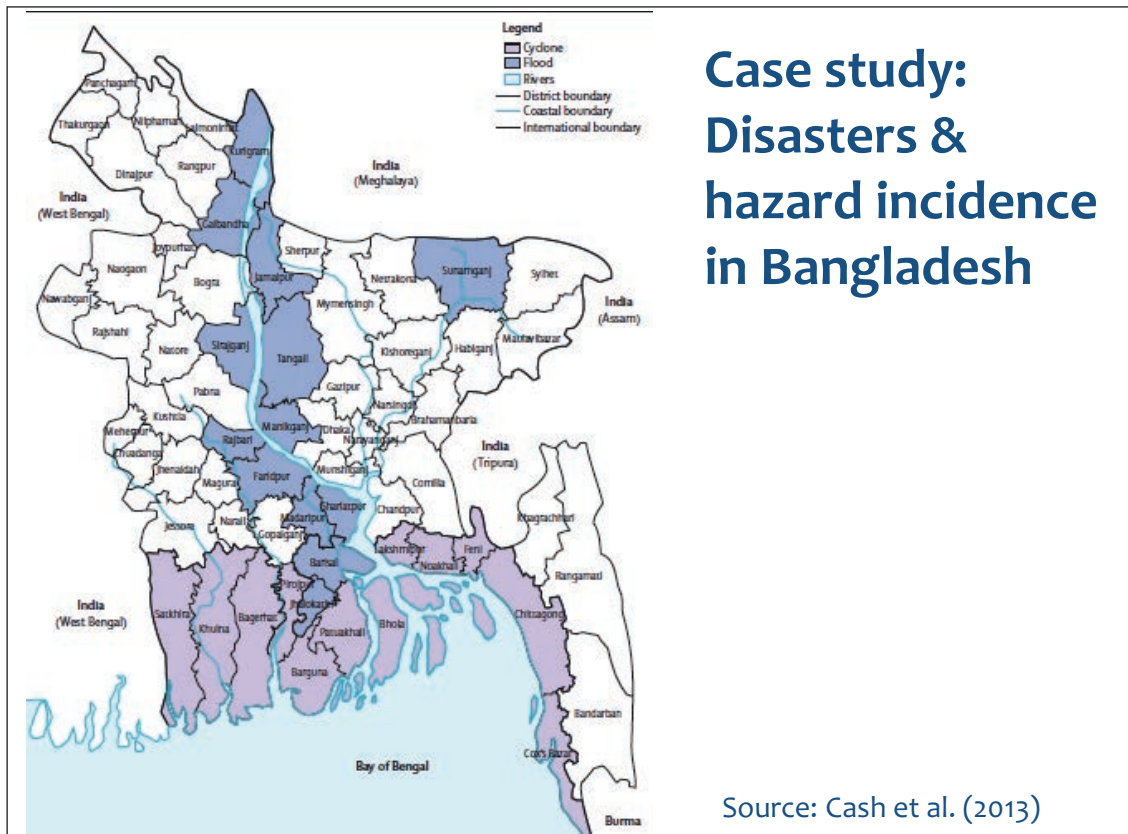 Legend
Cyclone
Flood
Rivers
District boundary
Coastal boundary
International boundary
Case study:
Disasters &
hazard incidence
in Bangladesh
Panchagarh
Thakurgaon
Nilphamari
Lalmonirhat
Kurigram
Dinajpur
Rangpur
India
(Meghalaya)
India
(West Bengal)
Gaibandha
Joypurhat
Sherpur
Naogaon
Bogra
Jamalpur
Netrakona
Sunamganj
Sylhet
Nawabganj
Mymensingh
India
(Assam)
Rajshahi
Natore
Sirajganj
Tangail
Kishoreganj
Habiganj
Maulavibazar
Pabna
Gazipur
Narsingdi
Kushtia
Brahamanbaria
Meherpur
Manikganj
Dhaka
Rajbari
Narayanganj
Chuadanga
India
(Tripura)
Jhenaidah
Magura
Faridpur
Munshiganj
Comilla
Shariatpur
Chandpur
Khagrachhari
Jessore
Narail
Madaripur
Gopalganj
Lakshmipur
Feni
Noakhali
Barisal
Rangamati
Pirojpur
Jhalokathi
Satkhira
Khulna
Bagerhat
Bhola
Chittagong
India
(West Bengal)
Patuakhali
Barguna
Bandarban
Cox's Bazar
Bay of Bengal
Burma
Source: Cash et al. (2013)